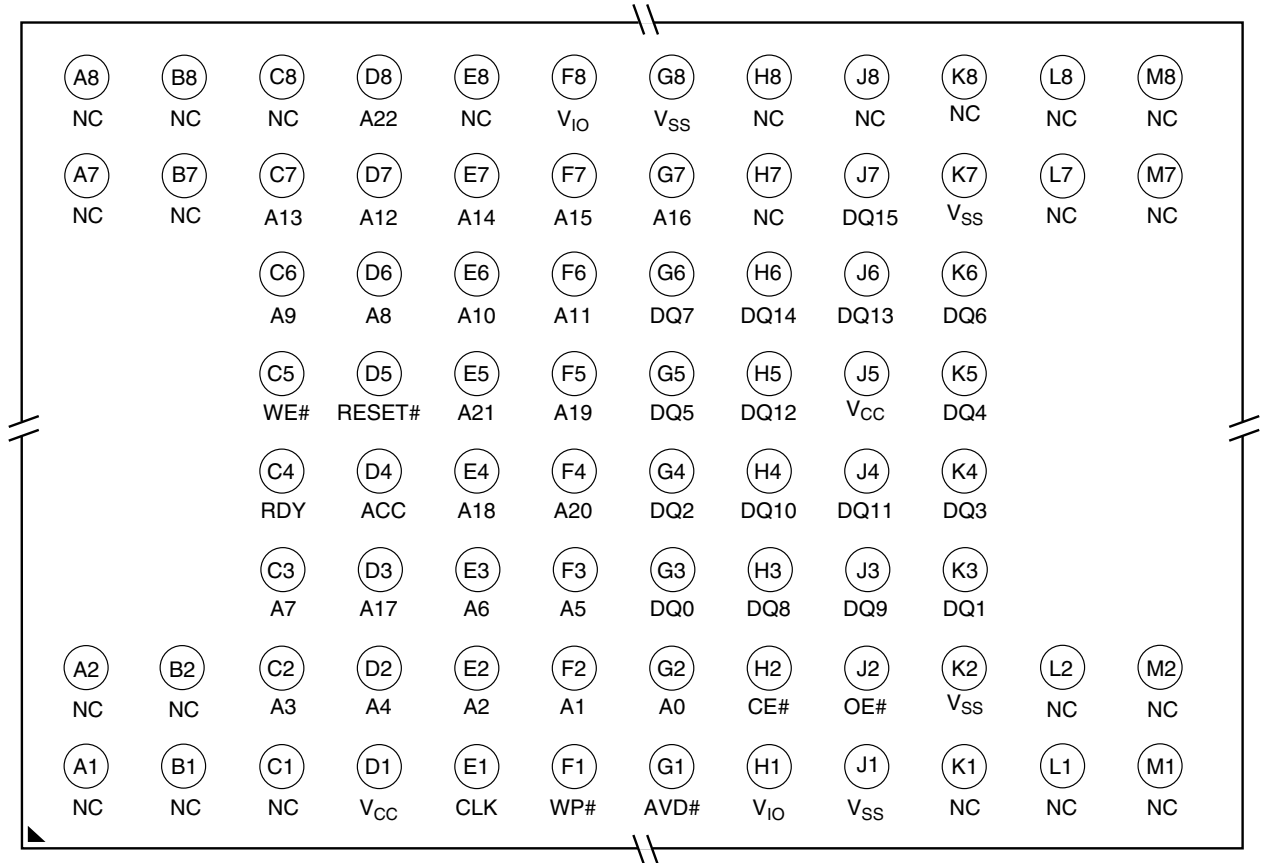 A8 B8 C8 D8 E8 F8 G8 H8 J8 K8 L8 M8
NC NC NC A22 NC VIO VSS NC NC NC NC NC
A7 B7 C7 D7 E7 F7 G7 H7 J7 K7 L7 M7
NC NC A13 A12 A14 A15 A16 NC DQ15 VSS NC NC
C6 D6 E6 F6 G6 H6 J6 K6
A9 A8 A10 A11 DQ7 DQ14 DQ13 DQ6
C5 D5 E5 F5 G5 H5 J5 K5
WE# RESET# A21 A19 DQ5 DQ12 VCC DQ4
C4 D4 E4 F4 G4 H4 J4 K4
RDY ACC A18 A20 DQ2 DQ10 DQ11 DQ3
C3 D3 E3 F3 G3 H3 J3 K3
A7 A17 A6 A5 DQ0 DQ8 DQ9 DQ1
A2 B2 C2 D2 E2 F2 G2 H2 J2 K2 L2 M2
NC NC A3 A4 A2 A1 A0 CE# OE# VSS NC NC
A1 B1 C1 D1 E1 F1 G1 H1 J1 K1 L1 M1
NC NC NC VCC CLK WP# AVD# VIO VSS NC NC NC